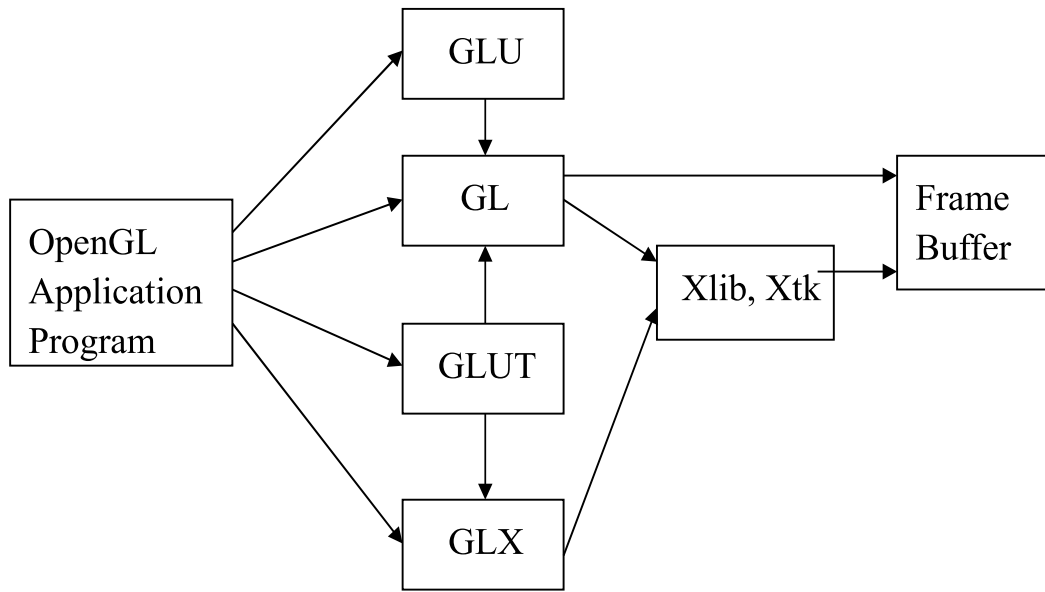 GLU
GL
Frame
Buffer
OpenGL
Application
Program
Xlib, Xtk
GLUT
GLX